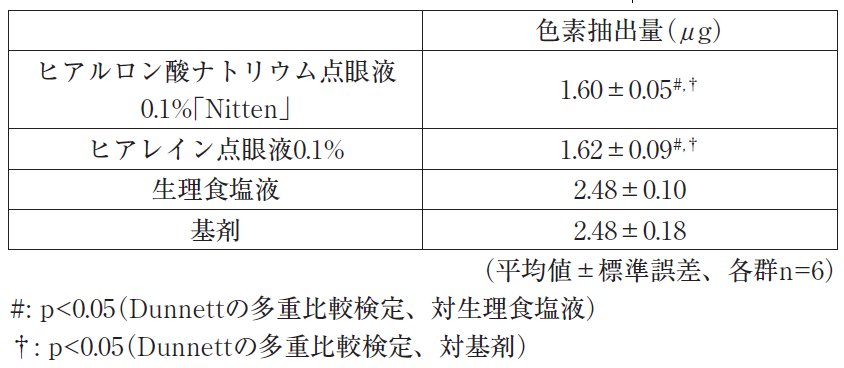 色素抽出量(μg)
ヒアルロン酸ナトリウム点眼液
0.1%「Nitten」
1.60±0.05#,†
ヒアレイン点眼液0.1%
1.62±0.09#,†
生理食塩液
2.48±0.10
基剤
2.48±0.18
(平均値±標準誤差、各群n=6)
#: p<0.05(Dunnettの多重比較検定、対生理食塩液)
†: p<0.05(Dunnettの多重比較検定、対基剤)